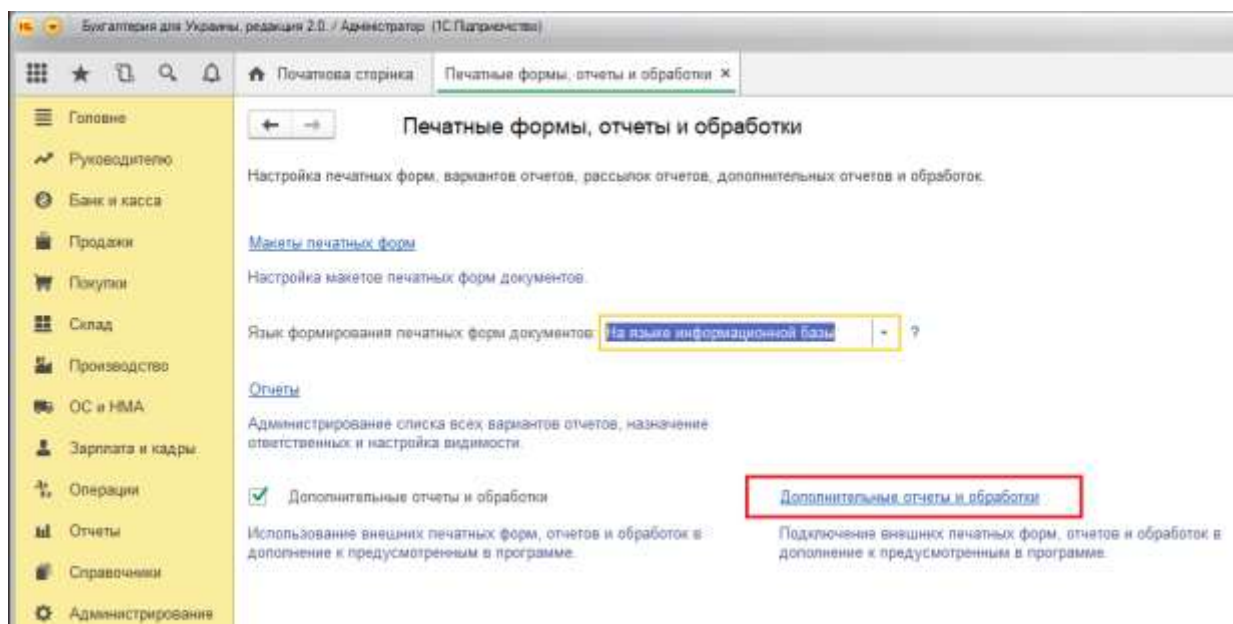 Бухгалтерия для Украины, редакция 2.0. / Администратор (1С:Підприємство)
Початкова сторінка
Печатные формы, отчеты и обработки ×
Головне
Руководителю
Банк и касса
Продажи
Покупки
Склад
Производство
ОС и НМА
Зарплата и кадры
Операции
Отчеты
Справочники
Администрирование
Печатные формы, отчеты и обработки
Настройка печатных форм, вариантов отчетов, рассылок отчетов, дополнительных отчетов и обработок.
Макеты печатных форм
Настройка макетов печатных форм документов.
Язык формирования печатных форм документов: На языке информационной базы ?
Отчеты
Администрирование списка всех вариантов отчетов, назначение
ответственных и настройка видимости.
Дополнительные отчеты и обработки
Использование внешних печатных форм, отчетов и обработок в
дополнение к предусмотренным в программе.
Дополнительные отчеты и обработки
Подключение внешних печатных форм, отчетов и обработок в
дополнение к предусмотренным в программе.